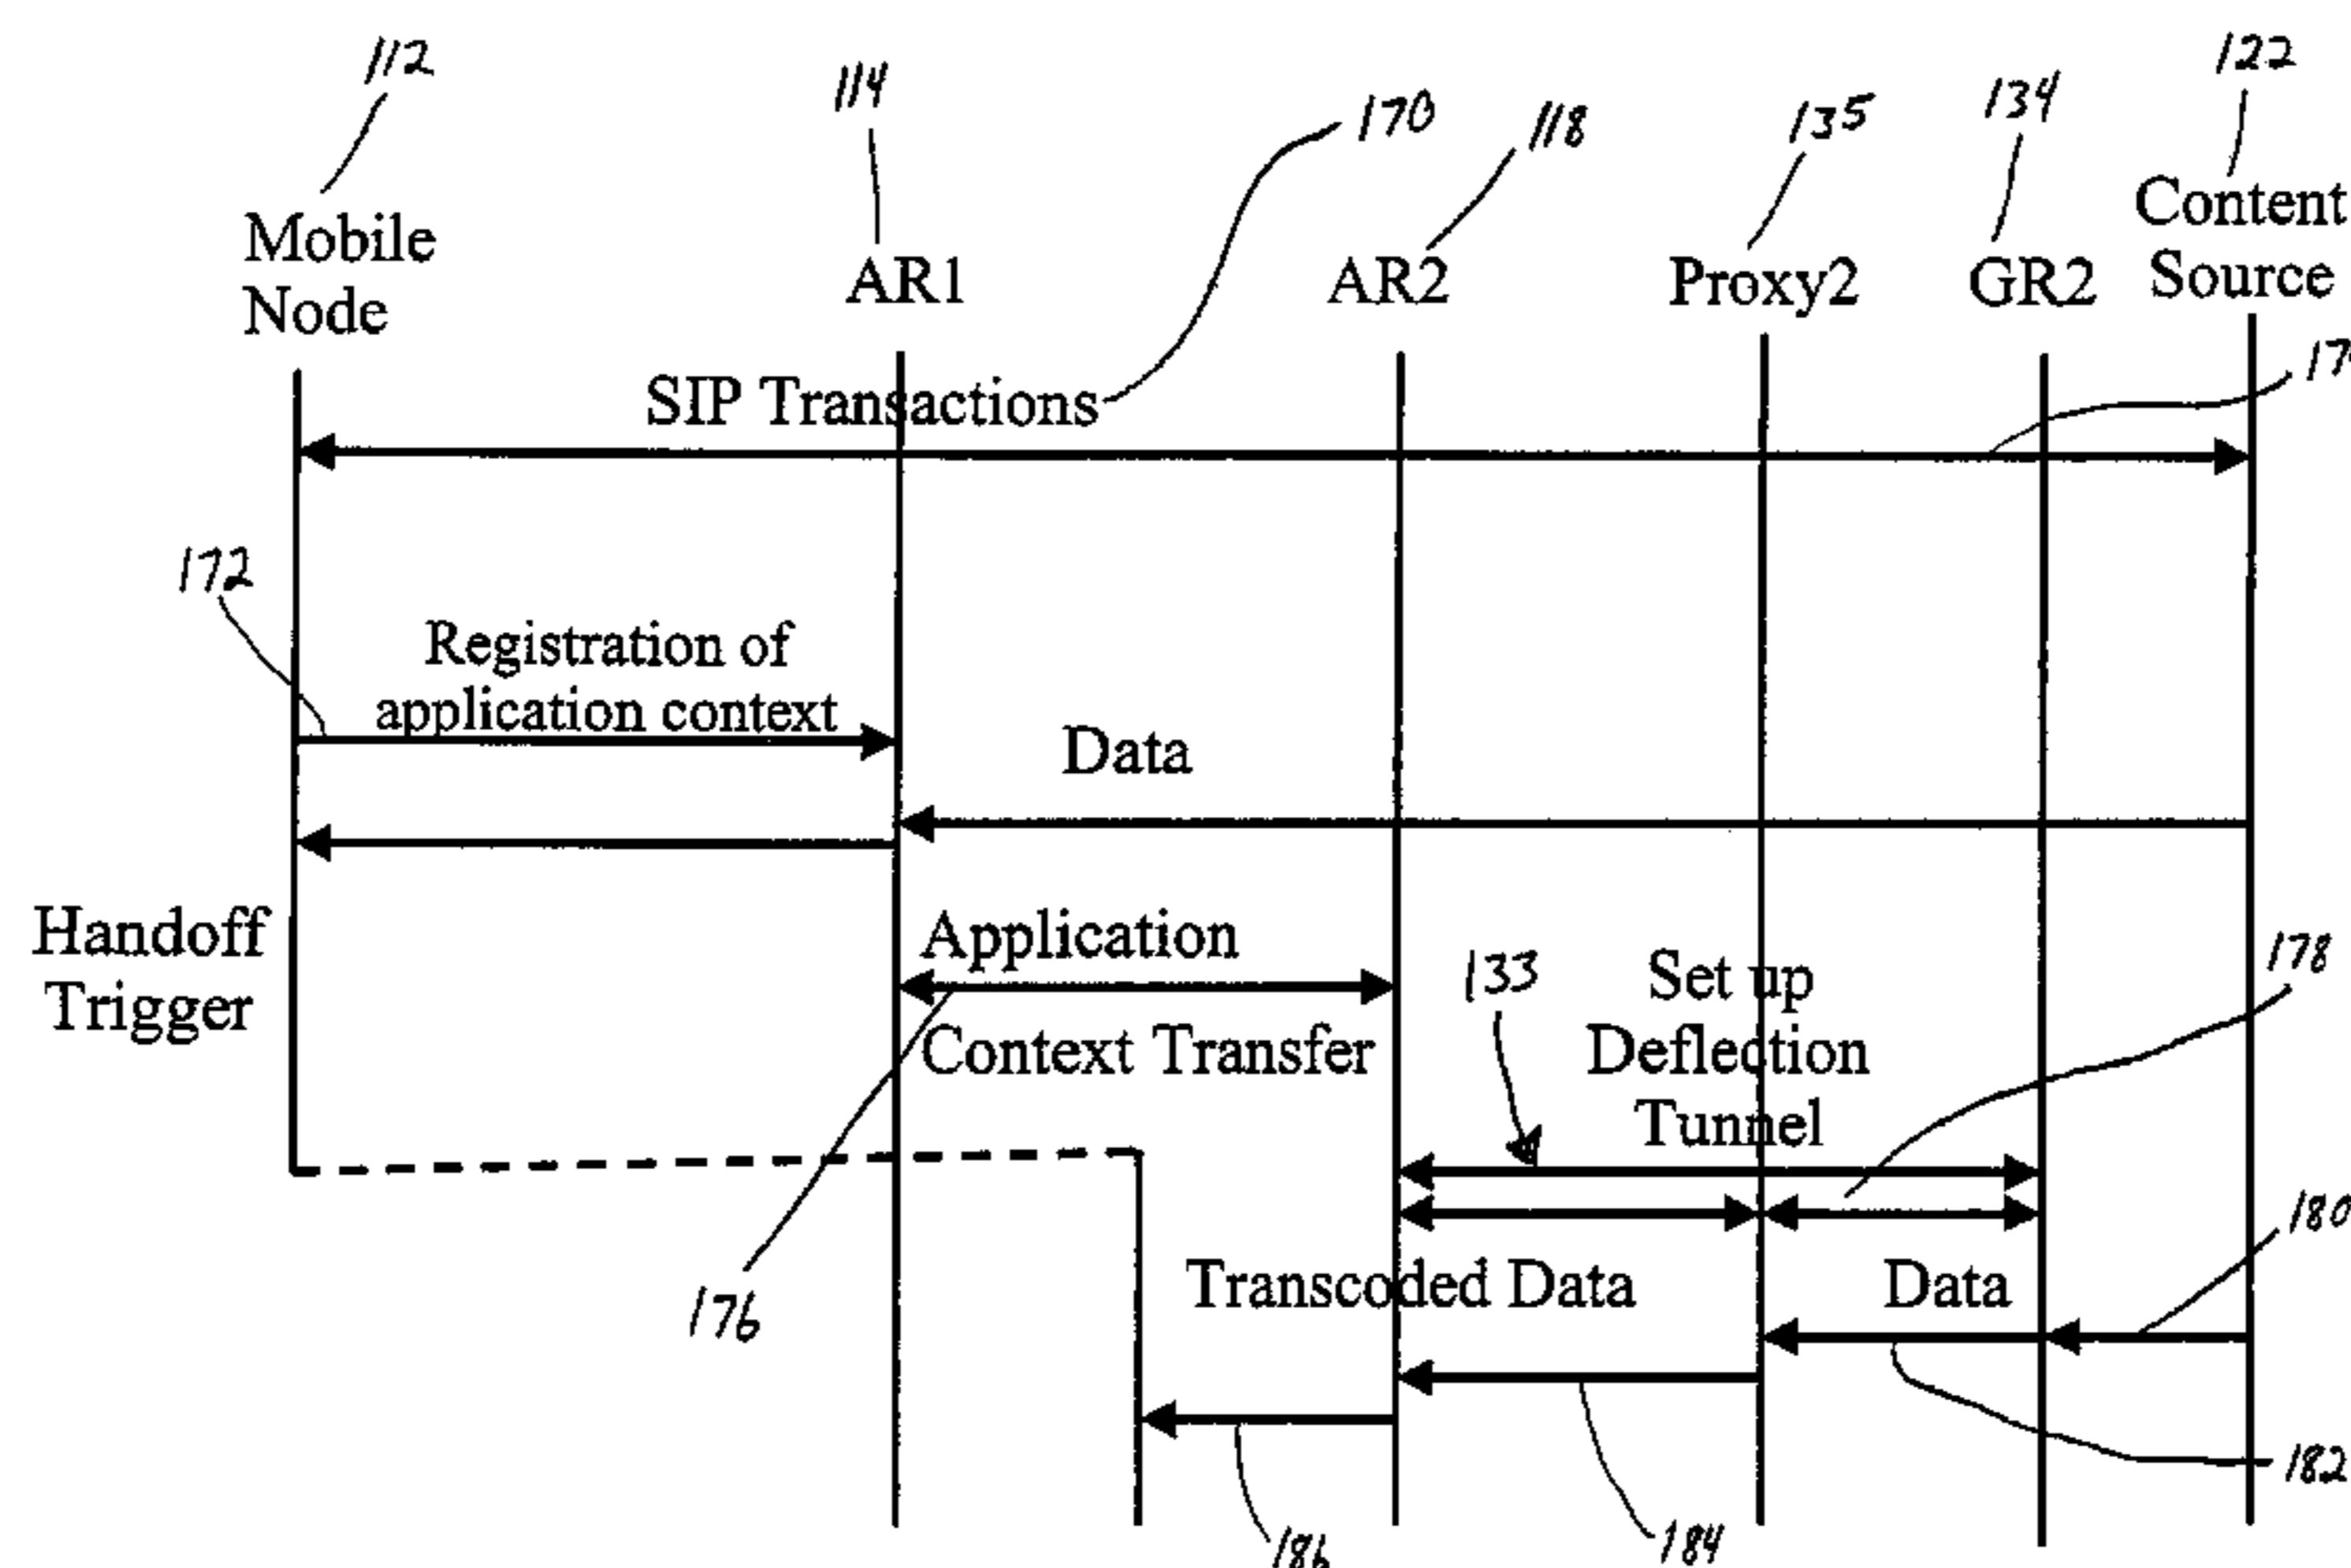 112
114
170
118
135
134
122
Mobile
Node
AR1
AR2
Proxy2
GR2
Content
Source
SIP Transactions
172
Registration of
application context
Data
Handoff
Trigger
Application
Context Transfer
133
Set up
Deflection
Tunnel
178
176
Transcoded Data
Data
180
182
184
186